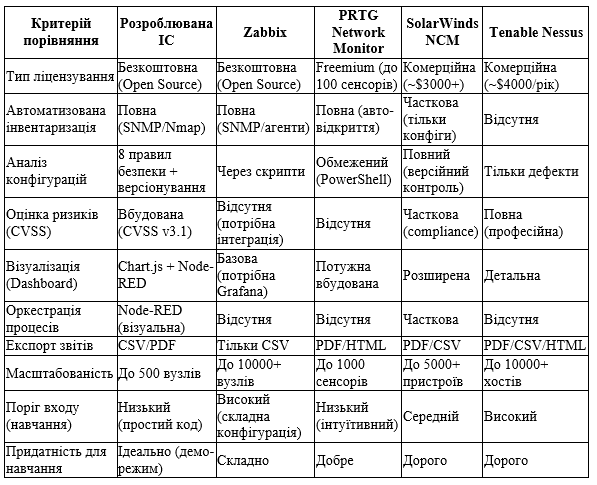 Критерій порівняння | Розроблювана ІС | Zabbix | PRTG Network Monitor | SolarWinds NCM | Tenable Nessus
Тип ліцензування | Безкоштовна (Open Source) | Безкоштовна (Open Source) | Freemium (до 100 сенсорів) | Комерційна (~$3000+) | Комерційна (~$4000/рік)
Автоматизована інвентаризація | Повна (SNMP/Nmap) | Повна (SNMP/агенти) | Повна (авто-відкриття) | Часткова (тільки конфіги) | Відсутня
Аналіз конфігурацій | 8 правил безпеки + версіонування | Через скрипти | Обмежений (PowerShell) | Повний (версійний контроль) | Тільки дефекти
Оцінка ризиків (CVSS) | Вбудована (CVSS v3.1) | Відсутня (потрібна інтеграція) | Відсутня | Часткова (compliance) | Повна (професійна)
Візуалізація (Dashboard) | Chart.js + Node-RED | Базова (потрібна Grafana) | Потужна вбудована | Розширена | Детальна
Оркестрація процесів | Node-RED (візуальна) | Відсутня | Відсутня | Часткова | Відсутня
Експорт звітів | CSV/PDF | Тільки CSV | PDF/HTML | PDF/CSV | PDF/CSV/HTML
Масштабованість | До 500 вузлів | До 10000+ вузлів | До 1000 сенсорів | До 5000+ пристроїв | До 10000+ хостів
Поріг входу (навчання) | Низький (простий код) | Високий (складна конфігурація) | Низький (інтуїтивний) | Середній | Високий
Придатність для навчання | Ідеально (демо-режим) | Складно | Добре | Дорого | Дорого